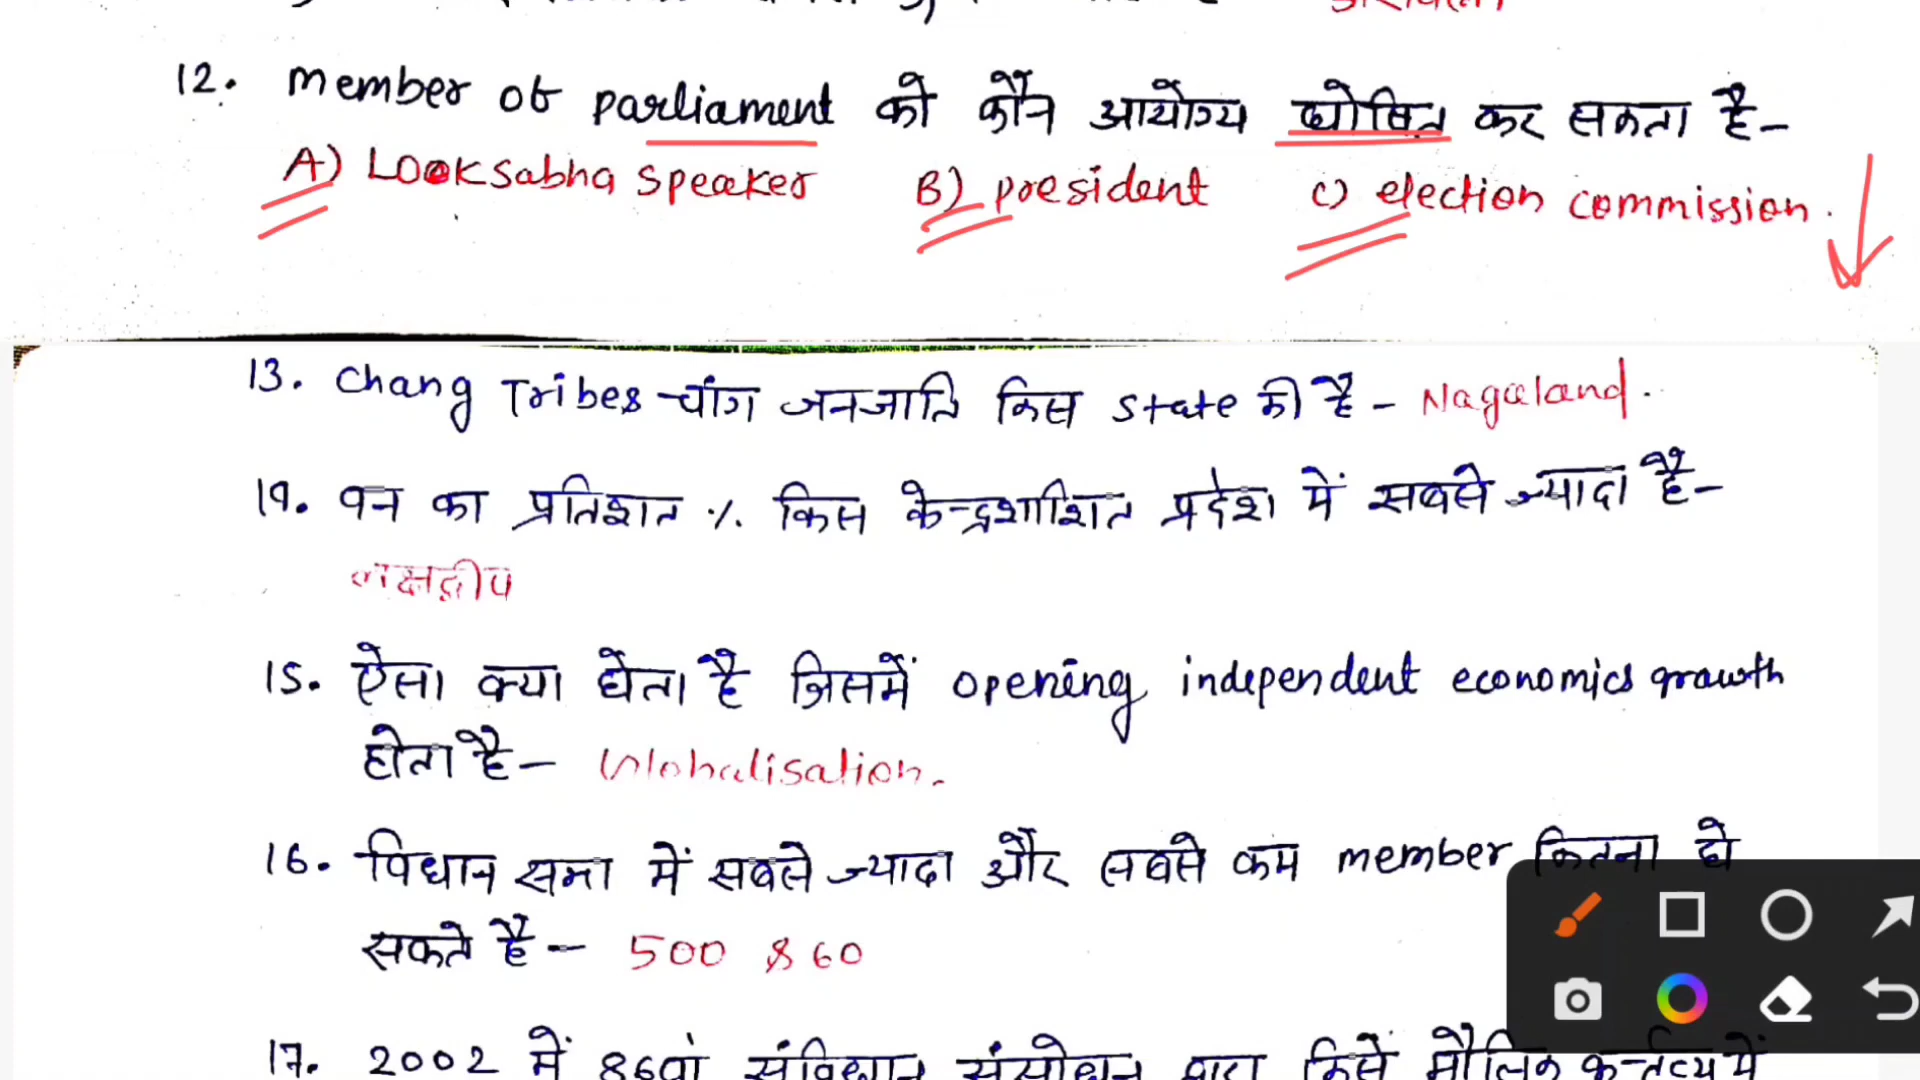 12. Member of parliament को कौन आयोग्य घोषित कर सकता है-
A) Looksabha speaker B) president C) election commission.
13. Chang Tribes चांग जनजाति किस state की है - Nagaland.
14. वन का प्रतिशत %. किस केन्द्रशाशित प्रदेश में सबसे ज्यादा है-
लक्षद्वीप
15. ऐसा क्या होता है जिसमें opening independent economics growth
होता है- Globalisation.
16. विधान सभा में सबसे ज्यादा और सबसे कम member कितना हो
सकते है- 500 & 60
17. 2002 में 86वां संविधान संसोधन द्वारा किसे मौलिक कर्तव्य में